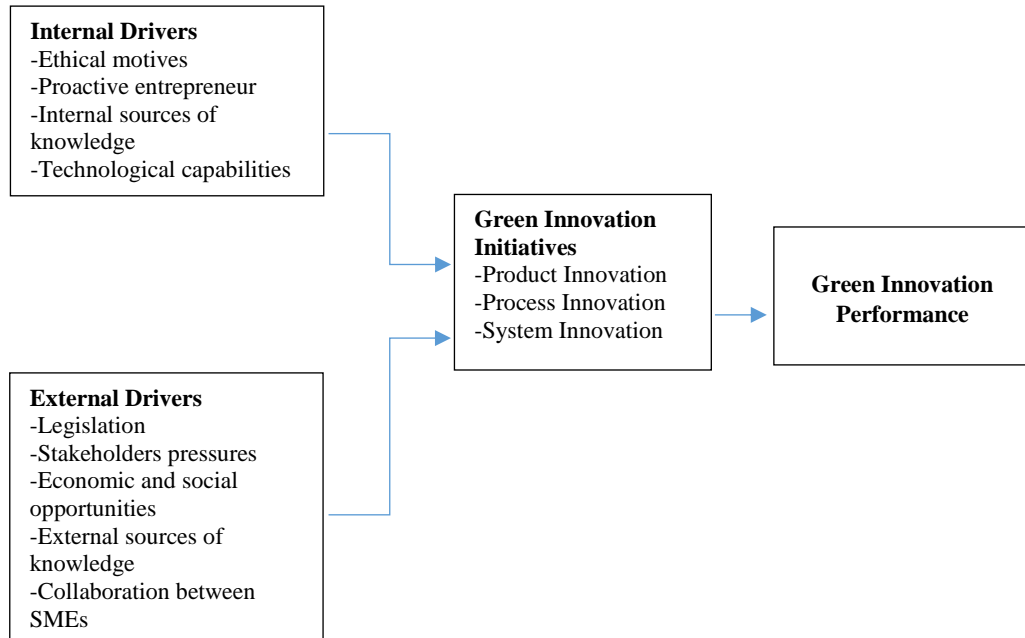 Internal Drivers
-Ethical motives
-Proactive entrepreneur
-Internal sources of
knowledge
-Technological capabilities
Green Innovation
Initiatives
-Product Innovation
-Process Innovation
-System Innovation
Green Innovation
Performance
External Drivers
-Legislation
-Stakeholders pressures
-Economic and social
opportunities
-External sources of
knowledge
-Collaboration between
SMEs